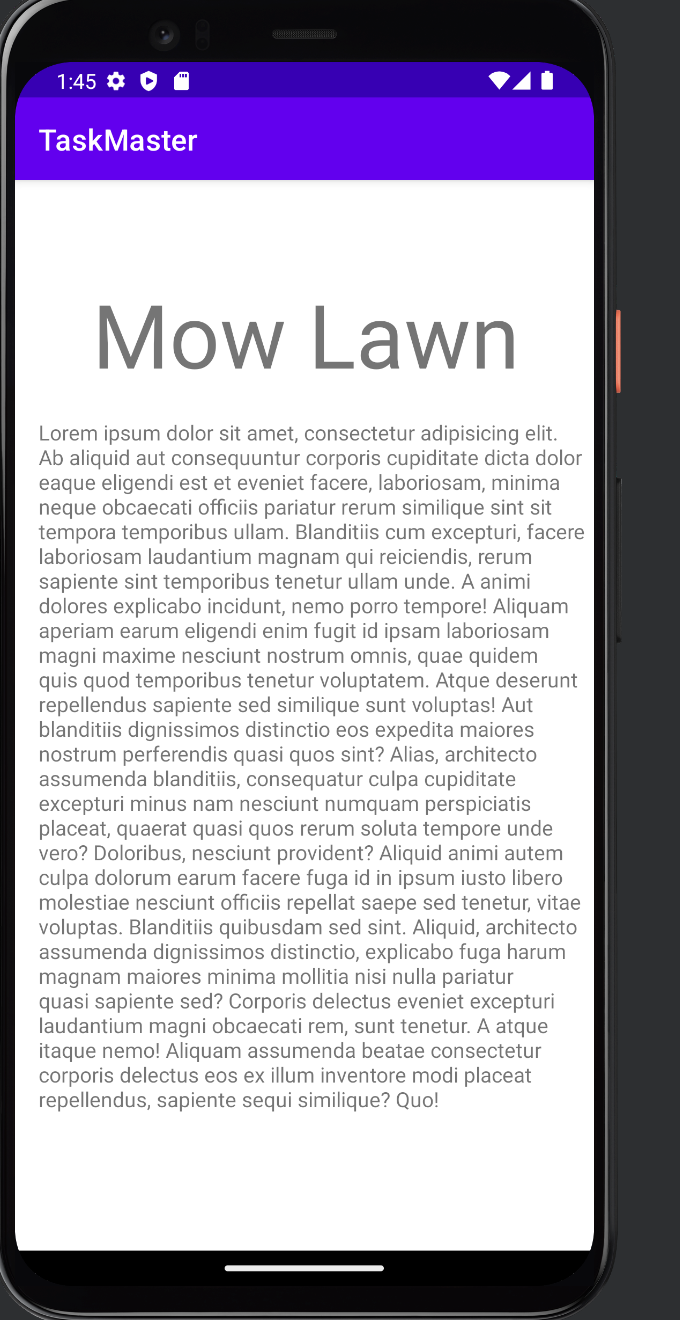 1:45
TaskMaster
Mow Lawn
Lorem ipsum dolor sit amet, consectetur adipisicing elit.
Ab aliquid aut consequuntur corporis cupiditate dicta dolor
eaque eligendi est et eveniet facere, laboriosam, minima
neque obcaecati officiis pariatur rerum similique sint sit
tempora temporibus ullam. Blanditiis cum excepturi, facere
laboriosam laudantium magnam qui reiciendis, rerum
sapiente sint temporibus tenetur ullam unde. A animi
dolores explicabo incidunt, nemo porro tempore! Aliquam
aperiam earum eligendi enim fugit id ipsam laboriosam
magni maxime nesciunt nostrum omnis, quae quidem
quis quod temporibus tenetur voluptatem. Atque deserunt
repellendus sapiente sed similique sunt voluptas! Aut
blanditiis dignissimos distinctio eos expedita maiores
nostrum perferendis quasi quos sint? Alias, architecto
assumenda blanditiis, consequatur culpa cupiditate
excepturi minus nam nesciunt numquam perspiciatis
placeat, quaerat quasi quos rerum soluta tempore unde
vero? Doloribus, nesciunt provident? Aliquid animi autem
culpa dolorum earum facere fuga id in ipsum iusto libero
molestiae nesciunt officiis repellat saepe sed tenetur, vitae
voluptas. Blanditiis quibusdam sed sint. Aliquid, architecto
assumenda dignissimos distinctio, explicabo fuga harum
magnam maiores minima mollitia nisi nulla pariatur
quasi sapiente sed? Corporis delectus eveniet excepturi
laudantium magni obcaecati rem, sunt tenetur. A atque
itaque nemo! Aliquam assumenda beatae consectetur
corporis delectus eos ex illum inventore modi placeat
repellendus, sapiente sequi similique? Quo!